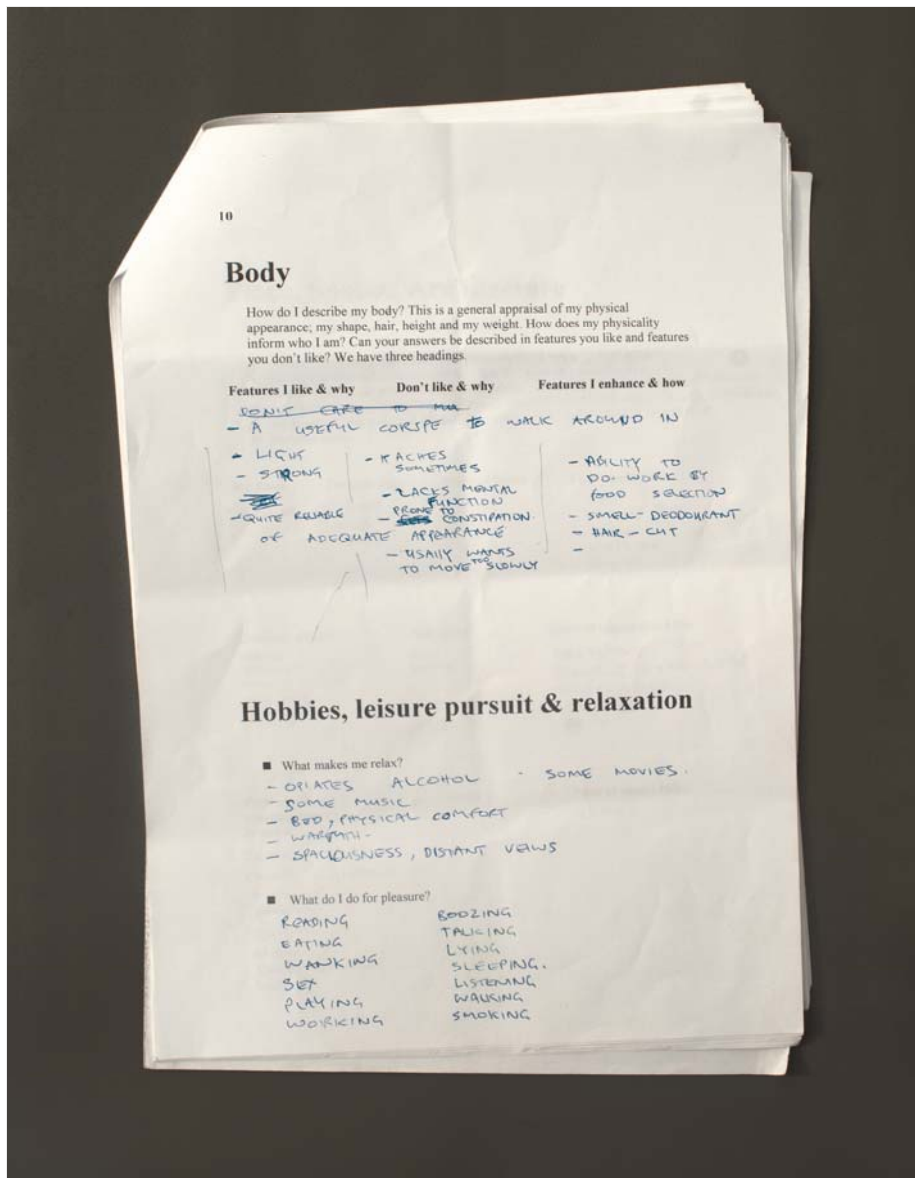 10
Body
How do I describe my body? This is a general appraisal of my physical
appearance; my shape, hair, height and my weight. How does my physicality
inform who I am? Can your answers be described in features you like and features
you don't like? We have three headings.
Features I like & why Don't like & why Features I enhance & how
DON'T CARE TO
- A USEFUL CORSPE TO WALK AROUND IN
- LIGHT
- STRONG
- QUITE RELIABLE
OF ADEQUATE APPEARANCE
- ACHES
SOMETIMES
- LACKS MENTAL
FUNCTION
PRONE TO
- CONSTIPATION.
- USALLY WANTS
TO MOVE TOO SLOWLY
- ABILITY TO
DO WORK BY
FOOD SELECTION
- SMELL - DEODOURANT
- HAIR - CUT
-
Hobbies, leisure pursuit & relaxation
■ What makes me relax?
- OPIATES ALCOHOL - SOME MOVIES.
- SOME MUSIC
- BED, PHYSICAL COMFORT
- WARMTH -
- SPACIOUSNESS, DISTANT VEIWS
■ What do I do for pleasure?
READING
EATING
WANKING
SEX
PLAYING
WORKING
BOOZING
TALKING
LYING
SLEEPING.
LISTENING
WALKING
SMOKING